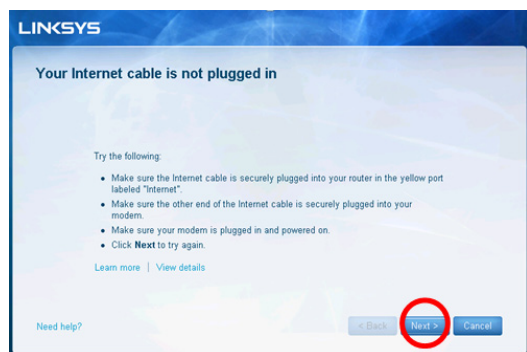 LINKSYS
Your Internet cable is not plugged in
Try the following:
• Make sure the Internet cable is securely plugged into your router in the yellow port
labeled "Internet".
• Make sure the other end of the Internet cable is securely plugged into your
modem.
• Make sure your modem is plugged in and powered on.
• Click Next to try again.
Learn more | View details
Need help? < Back Next > Cancel